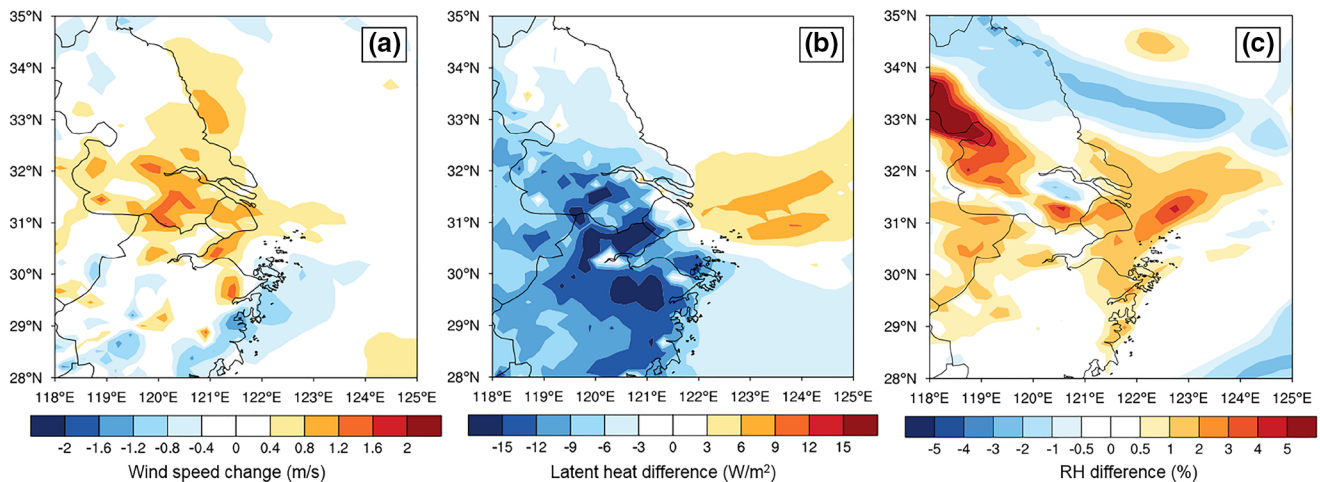 (a)
35°N
34°N
33°N
32°N
31°N
30°N
29°N
28°N
118°E 119°E 120°E 121°E 122°E 123°E 124°E 125°E
-2 -1.6 -1.2 -0.8 -0.4 0 0.4 0.8 1.2 1.6 2
Wind speed change (m/s)
(b)
35°N
34°N
33°N
32°N
31°N
30°N
29°N
28°N
118°E 119°E 120°E 121°E 122°E 123°E 124°E 125°E
-15 -12 -9 -6 -3 0 3 6 9 12 15
Latent heat difference (W/m²)
(c)
35°N
34°N
33°N
32°N
31°N
30°N
29°N
28°N
118°E 119°E 120°E 121°E 122°E 123°E 124°E 125°E
-5 -4 -3 -2 -1 -0.5 0.5 1 2 3 4 5
RH difference (%)